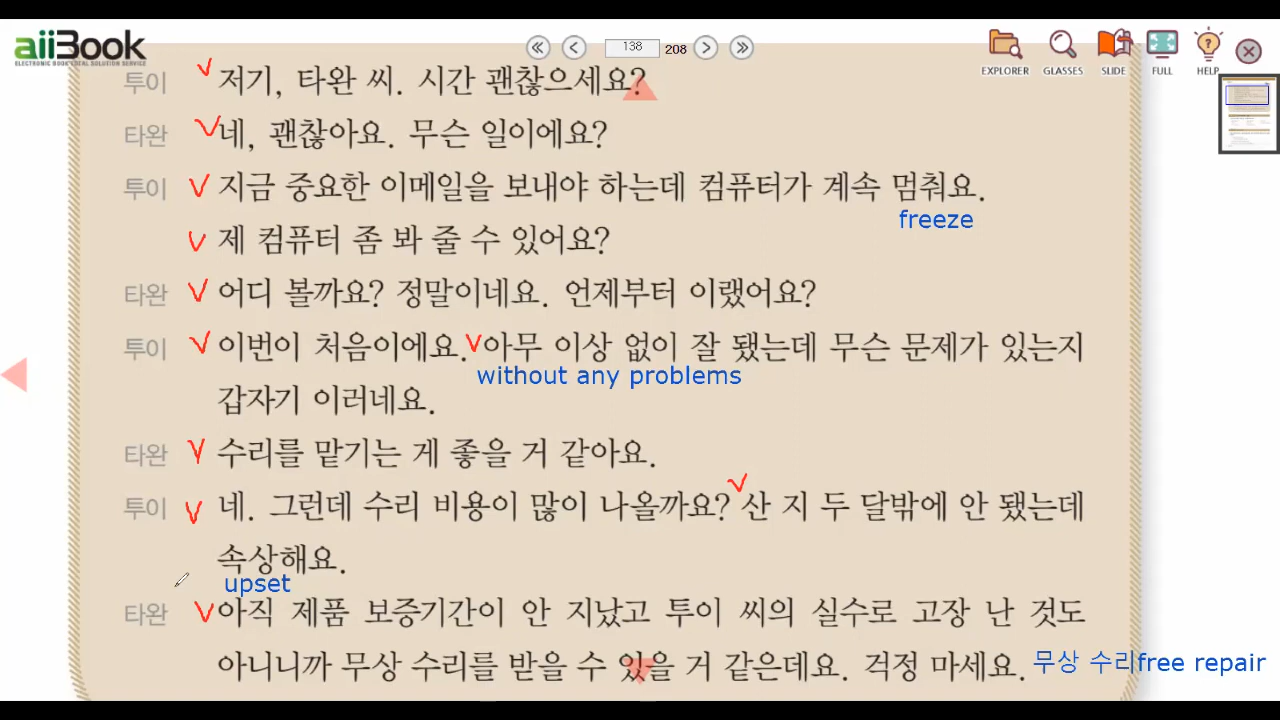 aiiBook
ELECTRONIC BOOK IDEAL SOLUTION SERVICE
138 208
EXPLORER GLASSES SLIDE FULL HELP
투이 저기, 타완 씨. 시간 괜찮으세요?
타완 네, 괜찮아요. 무슨 일이에요?
투이 지금 중요한 이메일을 보내야 하는데 컴퓨터가 계속 멈춰요.
freeze
제 컴퓨터 좀 봐 줄 수 있어요?
타완 어디 볼까요? 정말이네요. 언제부터 이랬어요?
투이 이번이 처음이에요. 아무 이상 없이 잘 됐는데 무슨 문제가 있는지
without any problems
갑자기 이러네요.
타완 수리를 맡기는 게 좋을 거 같아요.
투이 네. 그런데 수리 비용이 많이 나올까요? 산 지 두 달밖에 안 됐는데
속상해요.
upset
타완 아직 제품 보증기간이 안 지났고 투이 씨의 실수로 고장 난 것도
아니니까 무상 수리를 받을 수 있을 거 같은데요. 걱정 마세요. 무상 수리free repair